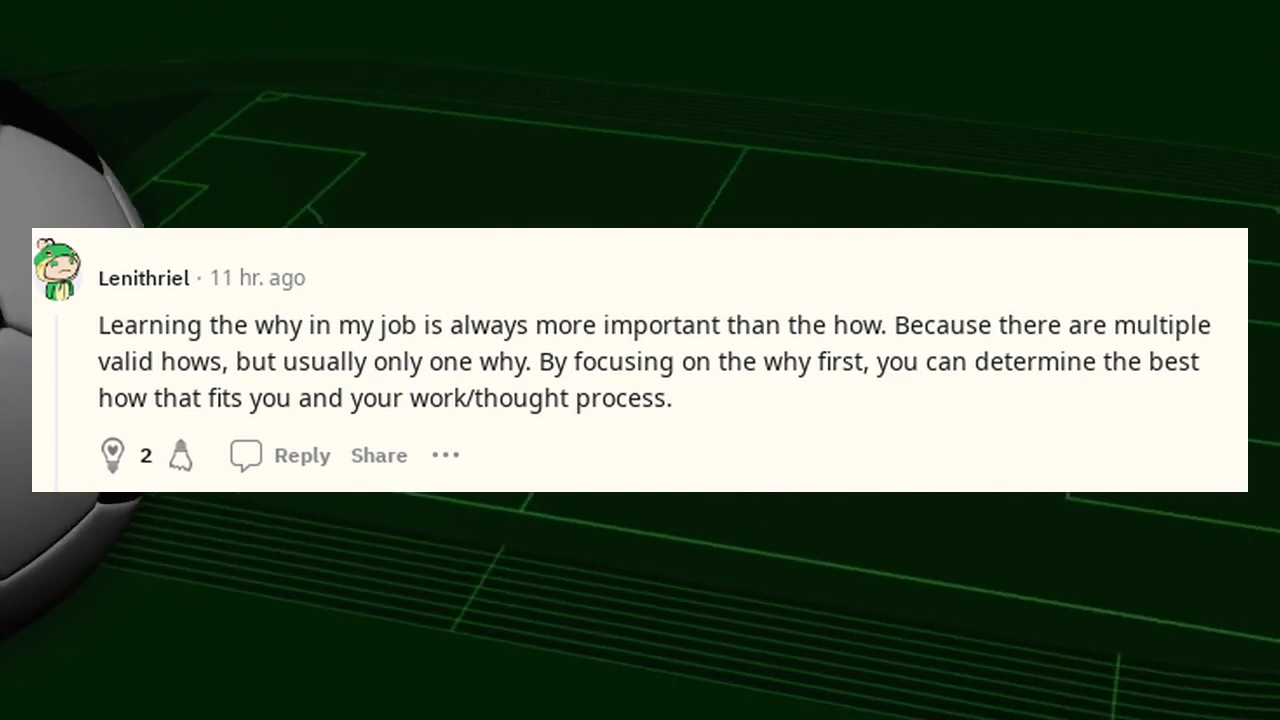 Lenithriel · 11 hr. ago
Learning the why in my job is always more important than the how. Because there are multiple
valid hows, but usually only one why. By focusing on the why first, you can determine the best
how that fits you and your work/thought process.
2 Reply Share •••